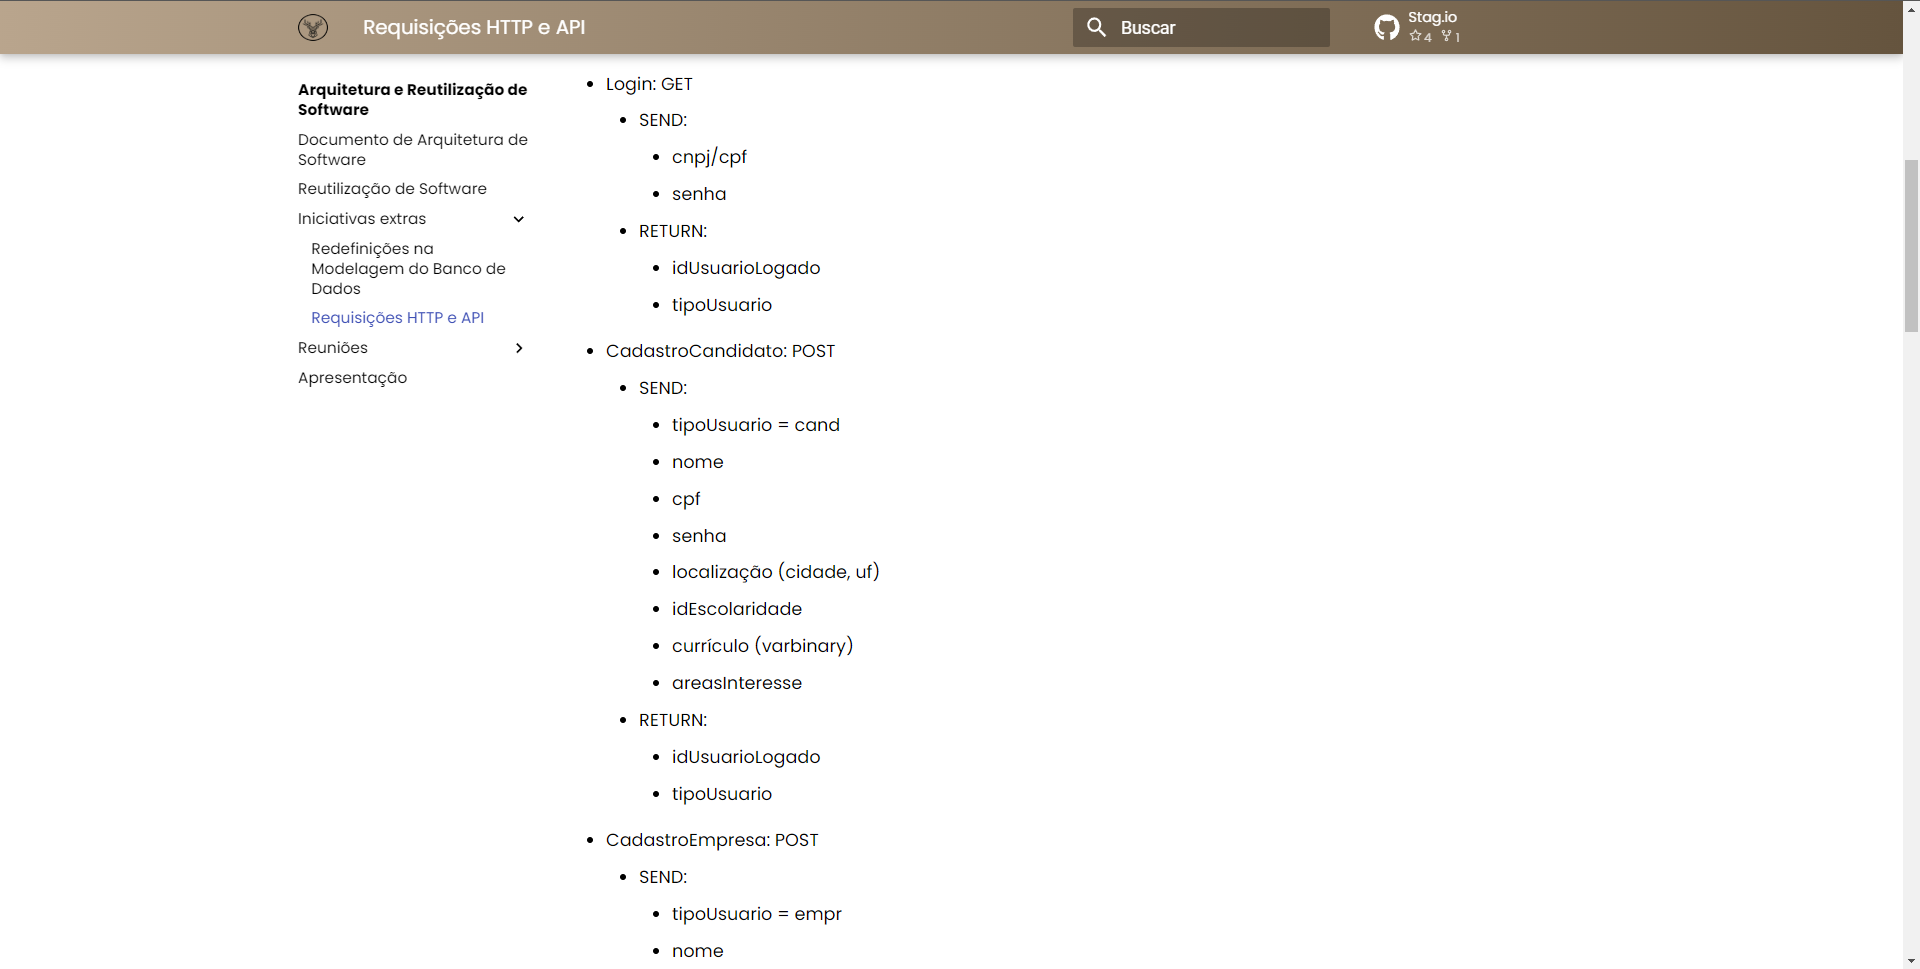 Requisições HTTP e API
Buscar
Stag.io
4 1
Arquitetura e Reutilização de
Software
Documento de Arquitetura de
Software
Reutilização de Software
Iniciativas extras
Redefinições na
Modelagem do Banco de
Dados
Requisições HTTP e API
Reuniões
Apresentação
Login: GET
SEND:
cnpj/cpf
senha
RETURN:
idUsuarioLogado
tipoUsuario
CadastroCandidato: POST
SEND:
tipoUsuario = cand
nome
cpf
senha
localização (cidade, uf)
idEscolaridade
currículo (varbinary)
areasInteresse
RETURN:
idUsuarioLogado
tipoUsuario
CadastroEmpresa: POST
SEND:
tipoUsuario = empr
nome